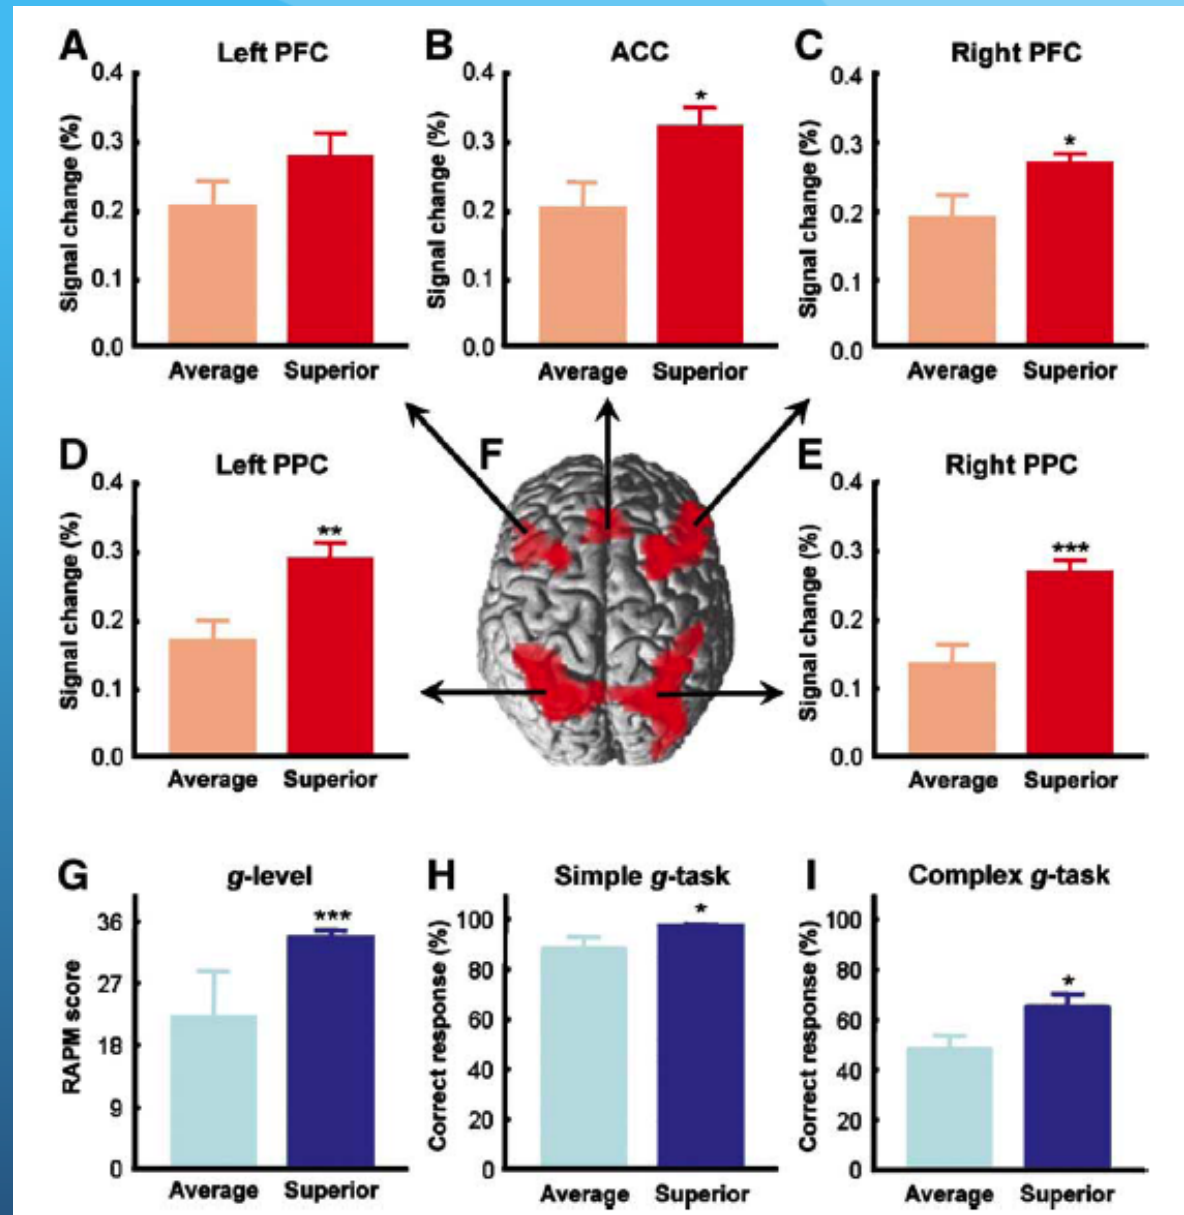 A Left PFC
Signal change (%)
0.4
0.3
0.2
0.1
0.0
Average Superior
B ACC
Signal change (%)
0.4
0.3
0.2
0.1
0.0
*
Average Superior
C Right PFC
Signal change (%)
0.4
0.3
0.2
0.1
0.0
*
Average Superior
D Left PPC
Signal change (%)
0.4
0.3
0.2
0.1
0.0
**
Average Superior
F
E Right PPC
Signal change (%)
0.4
0.3
0.2
0.1
0.0
***
Average Superior
G g-level
RAPM score
36
27
18
9
0
***
Average Superior
H Simple g-task
Correct response (%)
100
80
60
40
20
0
*
Average Superior
I Complex g-task
Correct response (%)
100
80
60
40
20
0
*
Average Superior